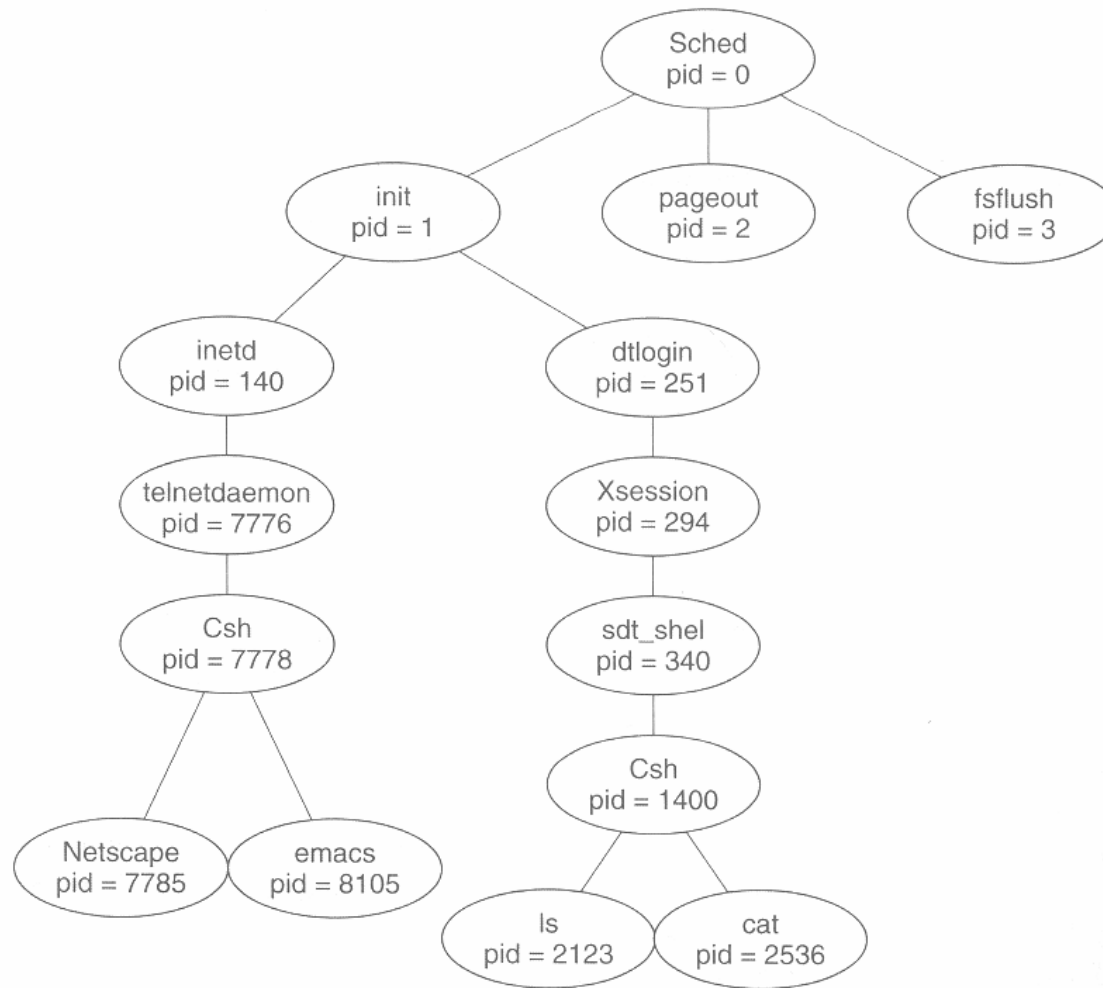 Sched
pid = 0
init
pid = 1
pageout
pid = 2
fsflush
pid = 3
inetd
pid = 140
dtlogin
pid = 251
telnetdaemon
pid = 7776
Xsession
pid = 294
Csh
pid = 7778
sdt_shel
pid = 340
Csh
pid = 1400
Netscape
pid = 7785
emacs
pid = 8105
ls
pid = 2123
cat
pid = 2536